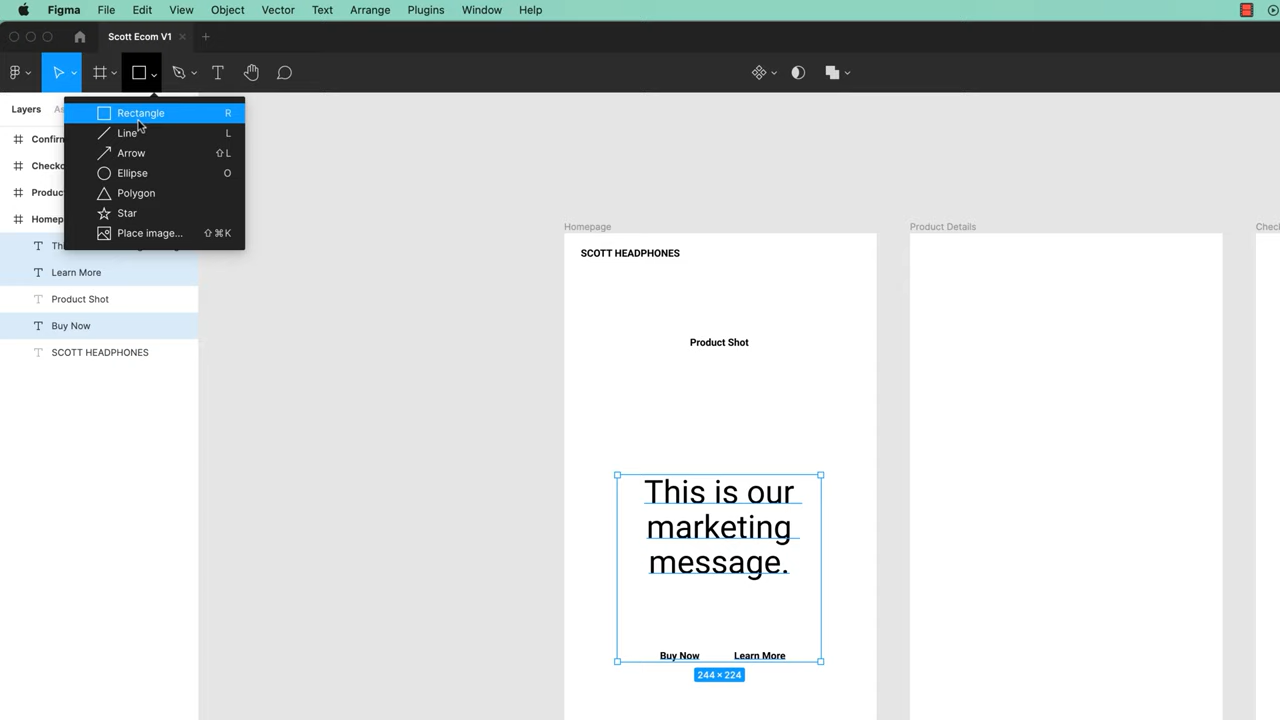 Figma File Edit View Object Vector Text Arrange Plugins Window Help
Scott Ecom V1
Layers
Rectangle R
Line L
Arrow ⇧L
Ellipse O
Polygon
Star
Place image... ⇧⌘K
Learn More
Product Shot
Buy Now
SCOTT HEADPHONES
Homepage
SCOTT HEADPHONES
Product Shot
This is our
marketing
message.
Buy Now Learn More
244 × 224
Product Details